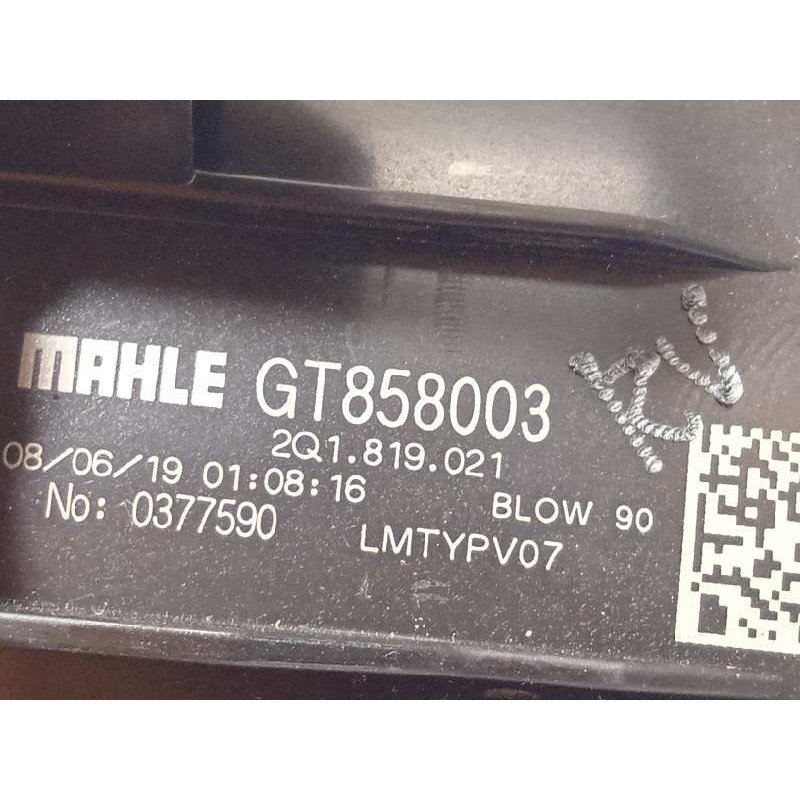 MAHLE GT858003
2Q1.819.021
08/06/19 01:08:16
BLOW 90
No: 0377590
LMTYPV07